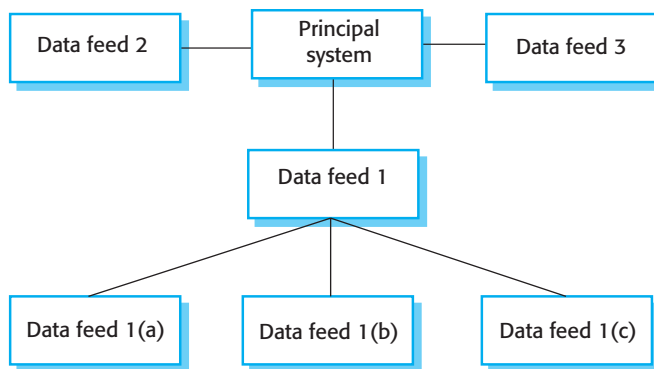 Data feed 2
Principal
system
Data feed 3
Data feed 1
Data feed 1(a)
Data feed 1(b)
Data feed 1(c)